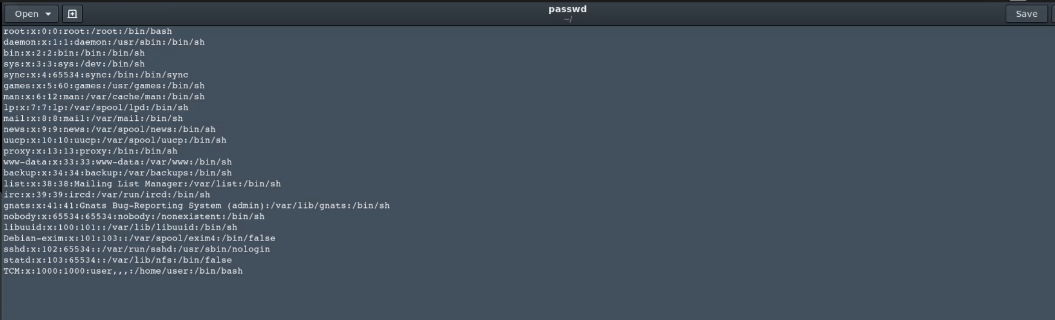 Open
passwd
~/
Save
root:x:0:0:root:/root:/bin/bash
daemon:x:1:1:daemon:/usr/sbin:/bin/sh
bin:x:2:2:bin:/bin:/bin/sh
sys:x:3:3:sys:/dev:/bin/sh
sync:x:4:65534:sync:/bin:/bin/sync
games:x:5:60:games:/usr/games:/bin/sh
man:x:6:12:man:/var/cache/man:/bin/sh
lp:x:7:7:lp:/var/spool/lpd:/bin/sh
mail:x:8:8:mail:/var/mail:/bin/sh
news:x:9:9:news:/var/spool/news:/bin/sh
uucp:x:10:10:uucp:/var/spool/uucp:/bin/sh
proxy:x:13:13:proxy:/bin:/bin/sh
www-data:x:33:33:www-data:/var/www:/bin/sh
backup:x:34:34:backup:/var/backups:/bin/sh
list:x:38:38:Mailing List Manager:/var/list:/bin/sh
irc:x:39:39:ircd:/var/run/ircd:/bin/sh
gnats:x:41:41:Gnats Bug-Reporting System (admin):/var/lib/gnats:/bin/sh
nobody:x:65534:65534:nobody:/nonexistent:/bin/sh
libuuid:x:100:101::/var/lib/libuuid:/bin/sh
Debian-exim:x:101:103::/var/spool/exim4:/bin/false
sshd:x:102:65534::/var/run/sshd:/usr/sbin/nologin
statd:x:103:65534::/var/lib/nfs:/bin/false
TCM:x:1000:1000:user,,,:/home/user:/bin/bash